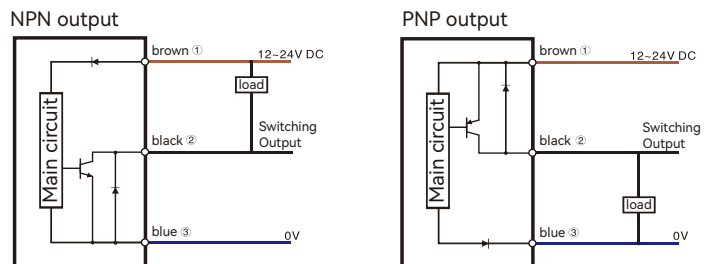 NPN output
brown ①
12~24V DC
load
Main circuit
black ②
Switching
Output
blue ③
0V
PNP output
brown ①
12~24V DC
Main circuit
black ②
Switching
Output
load
blue ③
0V